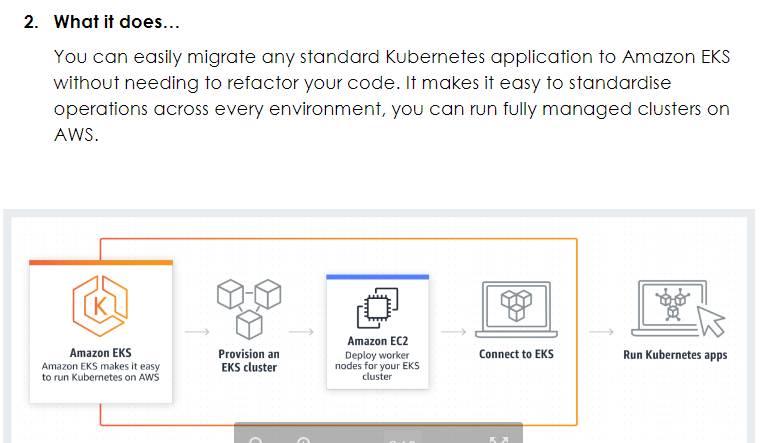 2. What it does...
You can easily migrate any standard Kubernetes application to Amazon EKS
without needing to refactor your code. It makes it easy to standardise
operations across every environment, you can run fully managed clusters on
AWS.
K
Amazon EKS
Amazon EKS makes it easy
to run Kubernetes on AWS
Provision an
EKS cluster
Amazon EC2
Deploy worker
nodes for your EKS
cluster
Connect to EKS
Run Kubernetes apps